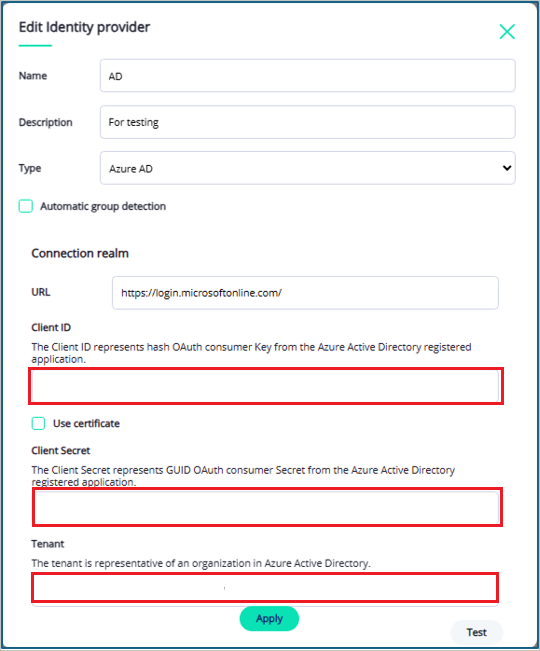 Edit Identity provider
Name
AD
Description
For testing
Type
Azure AD
Automatic group detection
Connection realm
URL
https://login.microsoftonline.com/
Client ID
The Client ID represents hash OAuth consumer Key from the Azure Active Directory registered
application.
Use certificate
Client Secret
The Client Secret represents GUID OAuth consumer Secret from the Azure Active Directory
registered application.
Tenant
The tenant is representative of an organization in Azure Active Directory.
Apply
Test